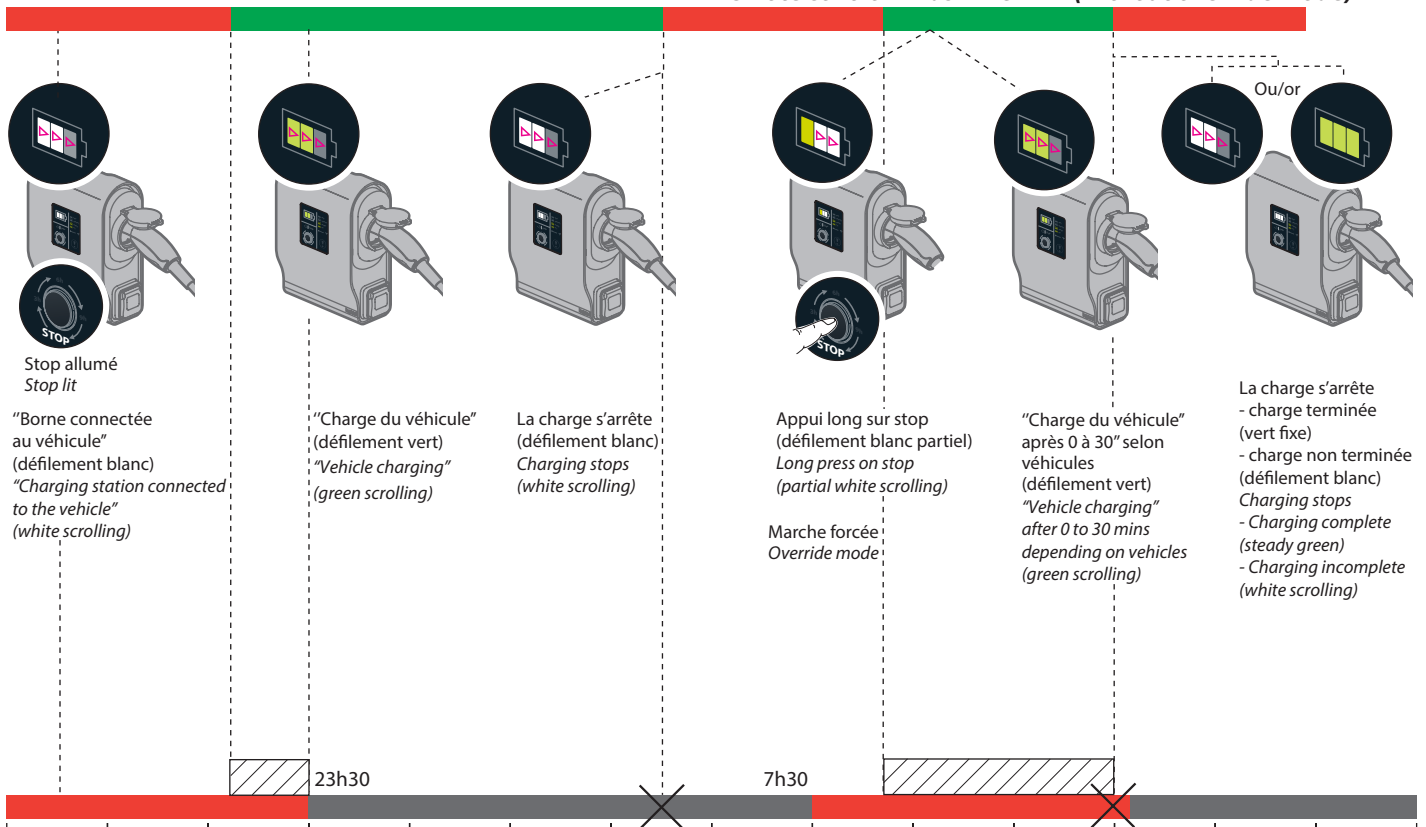 Ou/or
STOP
Stop allumé
Stop lit
"Borne connectée
au véhicule"
(défilement blanc)
"Charging station connected
to the vehicle"
(white scrolling)
"Charge du véhicule"
(défilement vert)
"Vehicle charging"
(green scrolling)
La charge s'arrête
(défilement blanc)
Charging stops
(white scrolling)
STOP
Appui long sur stop
(défilement blanc partiel)
Long press on stop
(partial white scrolling)
Marche forcée
Override mode
"Charge du véhicule"
après 0 à 30" selon
véhicules
(défilement vert)
"Vehicle charging"
after 0 to 30 mins
depending on vehicles
(green scrolling)
La charge s'arrête
- charge terminée
(vert fixe)
- charge non terminée
(défilement blanc)
Charging stops
- Charging complete
(steady green)
- Charging incomplete
(white scrolling)
23h30
7h30